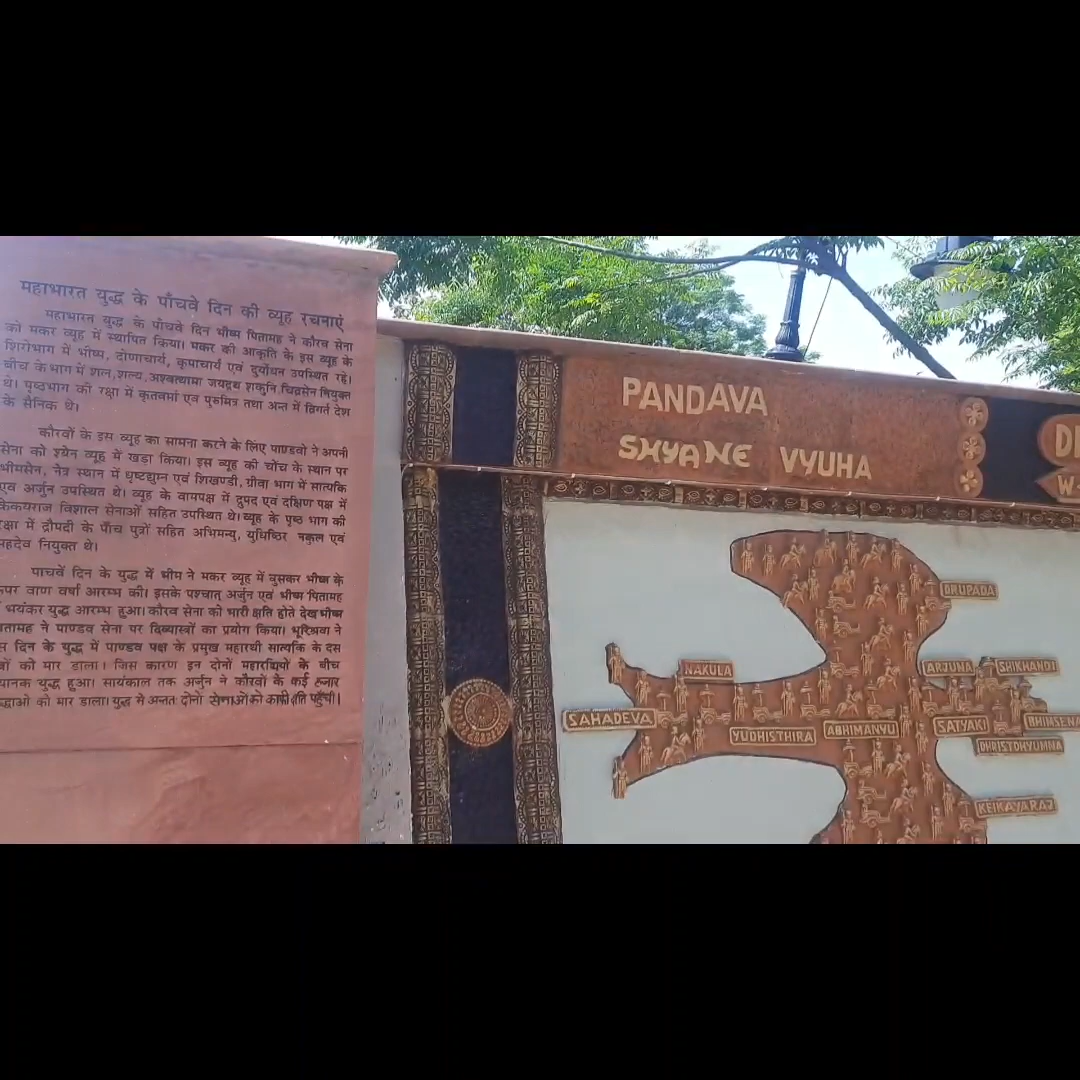 महाभारत युद्ध के पाँचवे दिन की व्यूह रचनाएं
महाभारत युद्ध के पाँचवे दिन भीष्म पितामह ने कौरव सेना
को मकर व्यूह में स्थापित किया। मकर की आकृति के इस व्यूह के
शिरोभाग में भीष्म, द्रोणाचार्य, कृपाचार्य एवं दुर्योधन उपस्थित रहे।
बीच के भाग में शल, शल्य, अश्वत्थामा जयद्रथ शकुनि, चित्रसेन नियुक्त
थे। पृष्ठभाग की रक्षा में कृतवर्मा एवं पुरुमित्र तथा अन्त में त्रिगर्त देश
के सैनिक थे।
कौरवों के इस व्यूह का सामना करने के लिए पाण्डवो ने अपनी
सेना को श्येन व्यूह में खडा किया। इस व्यूह की चोंच के स्थान पर
भीमसेन, नेत्र स्थान में धृष्टद्युम्न एवं शिखण्डी, ग्रीवा भाग में सात्यकि
एवं अर्जुन उपस्थित थे। व्यूह के वामपक्ष में द्रुपद एवं दक्षिण पक्ष में
केकयराज विशाल सेनाओं सहित उपस्थित थे। व्यूह के पृष्ठ भाग की
रक्षा में द्रौपदी के पाँच पुत्रों सहित अभिमन्यु, युधिष्ठिर नकुल एवं
सहदेव नियुक्त थे।
पाचवें दिन के युद्ध में भीम ने मकर व्यूह में घुसकर भीष्म के
वाण वर्षा आरम्भ की। इसके पश्चात् अर्जुन एवं भीष्म पितामह
भयंकर युद्ध आरम्भ हुआ। कौरव सेना को भारी क्षति होते देख भीष्म
पितामह ने पाण्डव सेना पर दिव्यास्त्रों का प्रयोग किया। भूरिश्रवा ने
दिन के युद्ध में पाण्डव पक्ष के प्रमुख महारथी सात्यकि के दस
को मार डाला। जिस कारण इन दोनों महारथियो के बीच
युद्ध हुआ। सायंकाल तक अर्जुन ने कौरवों के कई हजार
को मार डाला। युद्ध मे अन्ततः दोनों सेनाओं को काफी क्षति पहुँची।
PANDAVA
SHYANE VYUHA
DRUPADA
NAKULA
ARJUNA
SHIKHANDI
SAHADEVA
YUDHISTHIRA
ABHIMANYU
SATYAKI
BHIMSENA
DHRISTDHYUMNA
KEIKAYARAJ